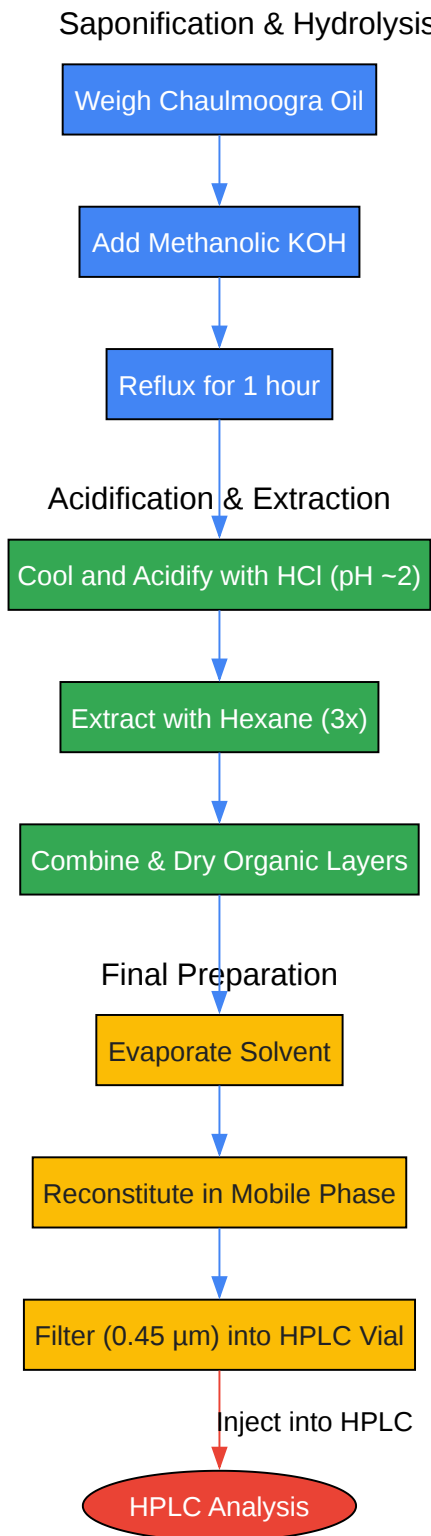 Saponification & Hydrolysis
Weigh Chaulmoogra Oil
Add Methanolic KOH
Reflux for 1 hour
Acidification & Extraction
Cool and Acidify with HCl (pH ~2)
Extract with Hexane (3x)
Combine & Dry Organic Layers
Final Preparation
Evaporate Solvent
Reconstitute in Mobile Phase
Filter (0.45 µm) into HPLC Vial
Inject into HPLC
HPLC Analysis